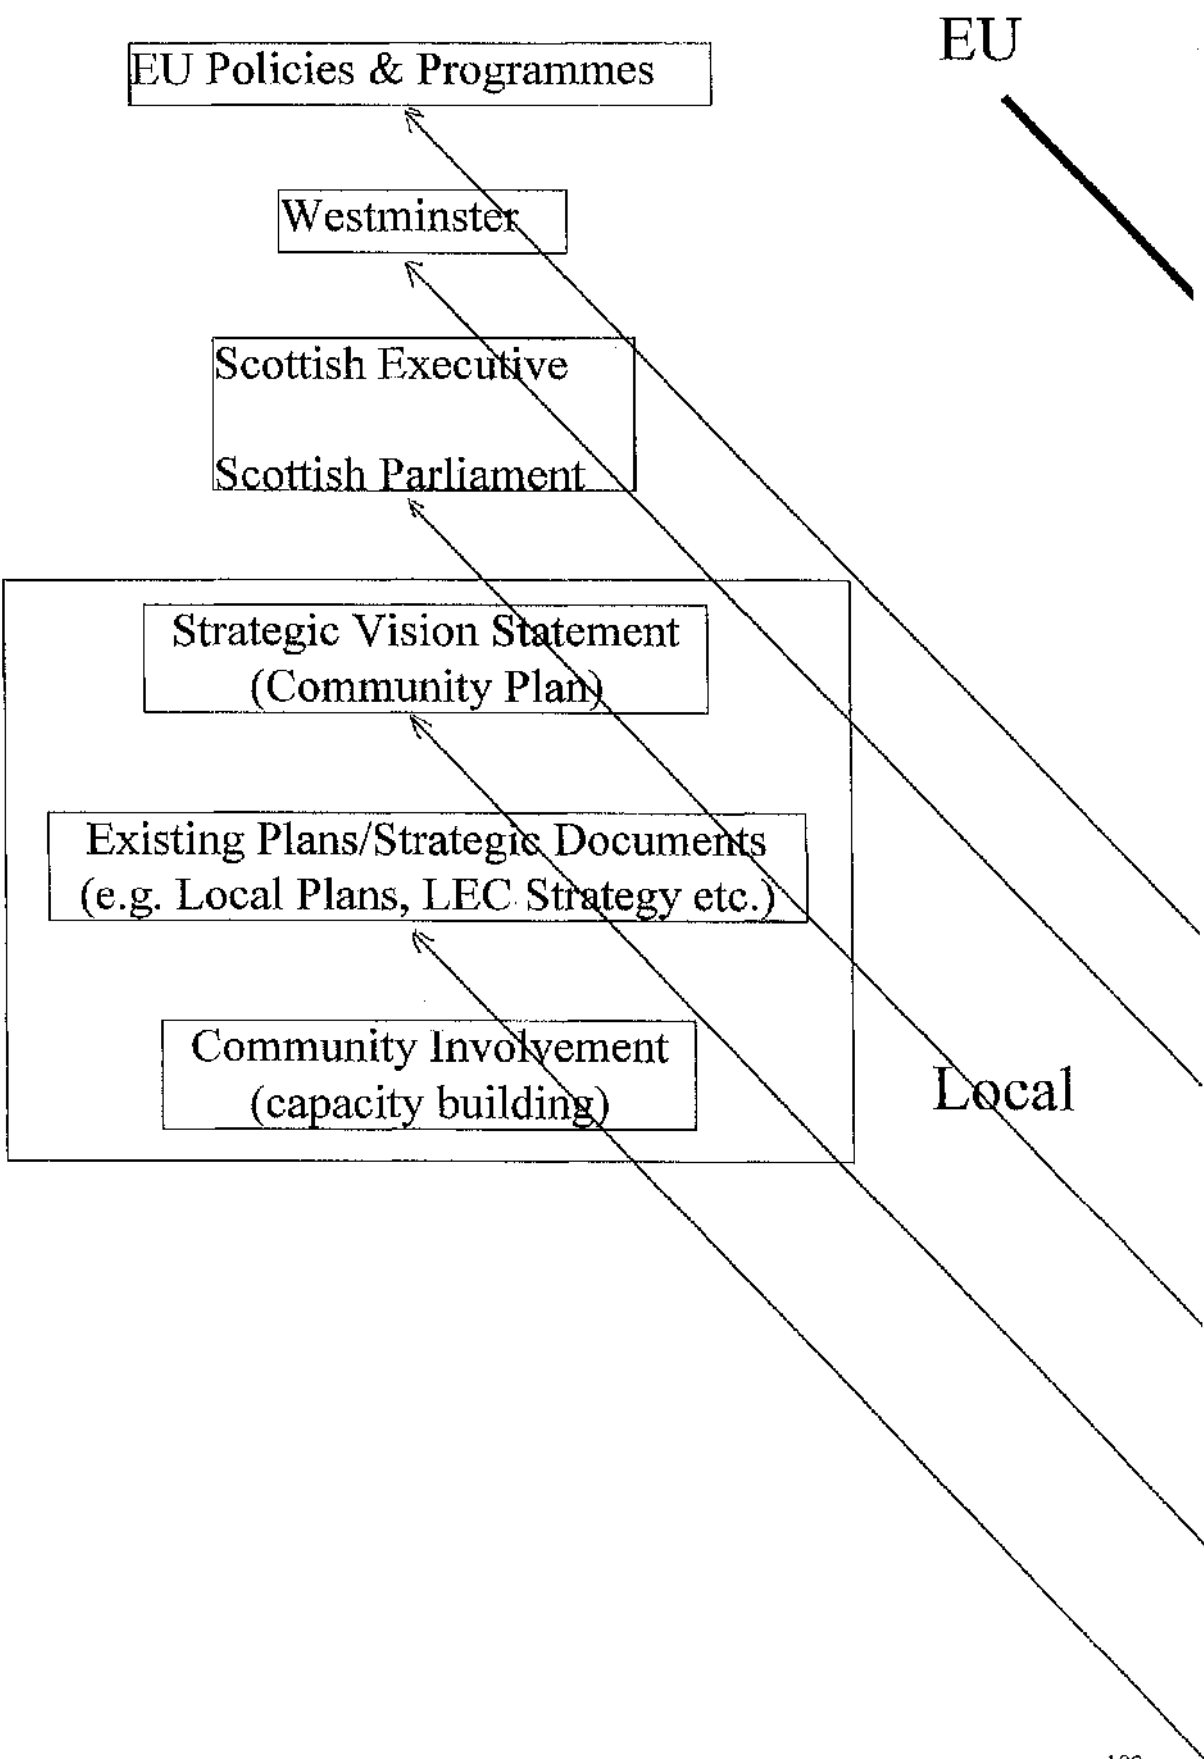 EU
EU Policies & Programmes
Westminster
Scottish Executive
Scottish Parliament
Strategic Vision Statement
(Community Plan)
Existing Plans/Strategic Documents
(e.g. Local Plans, LEC Strategy etc.)
Community Involvement
(capacity building)
Local